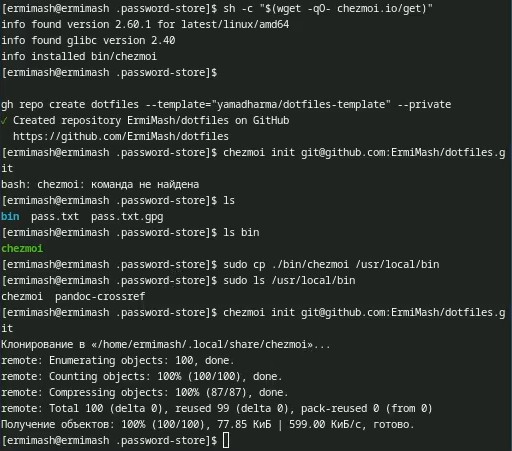 [ermimash@ermimash .password-store]$ sh -c "$(wget -qO- chezmoi.io/get)"
info found version 2.60.1 for latest/linux/amd64
info found glibc version 2.40
info installed bin/chezmoi
[ermimash@ermimash .password-store]$
gh repo create dotfiles --template="yamadharma/dotfiles-template" --private
✓ Created repository ErmiMash/dotfiles on GitHub
https://github.com/ErmiMash/dotfiles
[ermimash@ermimash .password-store]$ chezmoi init git@github.com:ErmiMash/dotfiles.g
it
bash: chezmoi: команда не найдена
[ermimash@ermimash .password-store]$ ls
bin  pass.txt  pass.txt.gpg
[ermimash@ermimash .password-store]$ ls bin
chezmoi
[ermimash@ermimash .password-store]$ sudo cp ./bin/chezmoi /usr/local/bin
[ermimash@ermimash .password-store]$ sudo ls /usr/local/bin
chezmoi  pandoc-crossref
[ermimash@ermimash .password-store]$ chezmoi init git@github.com:ErmiMash/dotfiles.g
it
Клонирование в «/home/ermimash/.local/share/chezmoi»...
remote: Enumerating objects: 100, done.
remote: Counting objects: 100% (100/100), done.
remote: Compressing objects: 100% (87/87), done.
remote: Total 100 (delta 0), reused 99 (delta 0), pack-reused 0 (from 0)
Получение объектов: 100% (100/100), 77.85 КиБ | 599.00 КиБ/с, готово.
[ermimash@ermimash .password-store]$